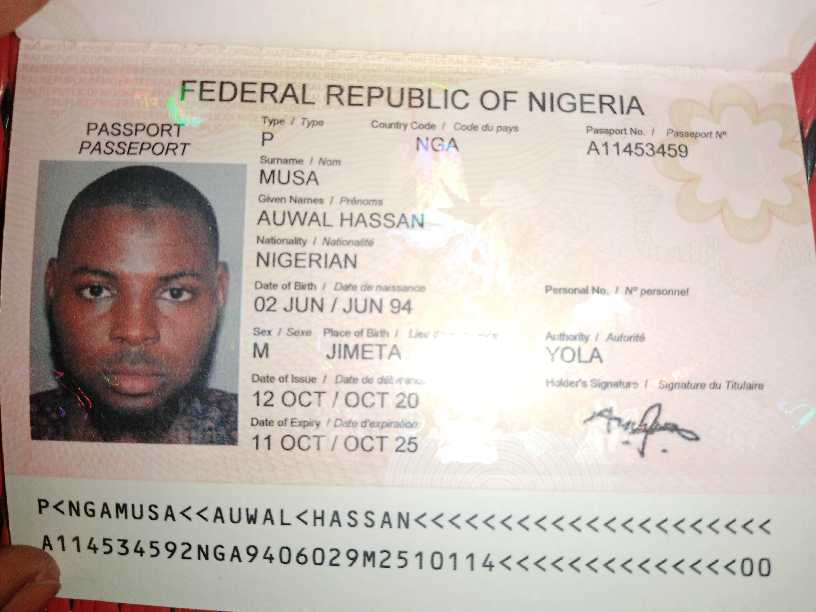 FEDERAL REPUBLIC OF NIGERIA
PASSPORT
PASSEPORT
Type / Type
P
Country Code / Code du pays
NGA
Passport No. / Passeport N°
A11453459
Surname / Nom
MUSA
Given Names / Prénoms
AUWAL HASSAN
Nationality / Nationalité
NIGERIAN
Date of Birth / Date de naissance
02 JUN / JUN 94
Personal No. / N° personnel
Sex / Sexe
M
Place of Birth / Lieu
JIMETA
Authority / Autorité
YOLA
Date of Issue / Date de
12 OCT / OCT 20
Holder's Signature / Signature du Titulaire
Date of Expiry / Date d'expiration
11 OCT / OCT 25
P<NGAMUSA<<AUWAL<HASSAN<<<<<<<<<<<<<<<<<<<<<
A114534592NGA9406029M2510114<<<<<<<<<<<<<<00